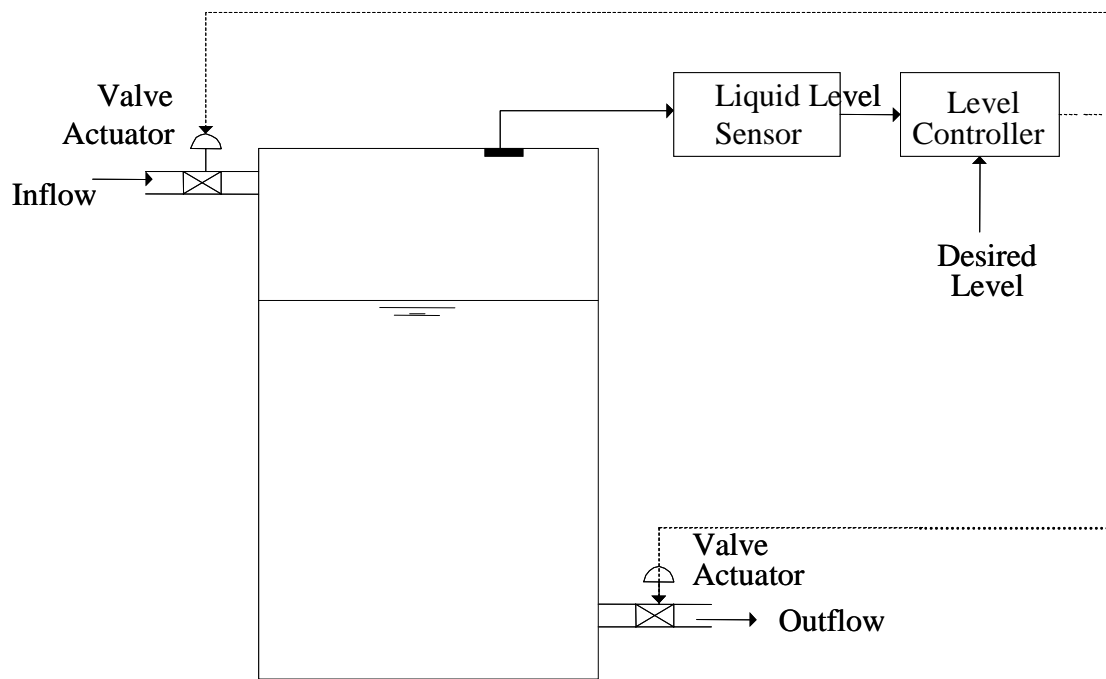 Valve
Actuator
Inflow
Liquid Level
Sensor
Level
Controller
Desired
Level
Valve
Actuator
Outflow